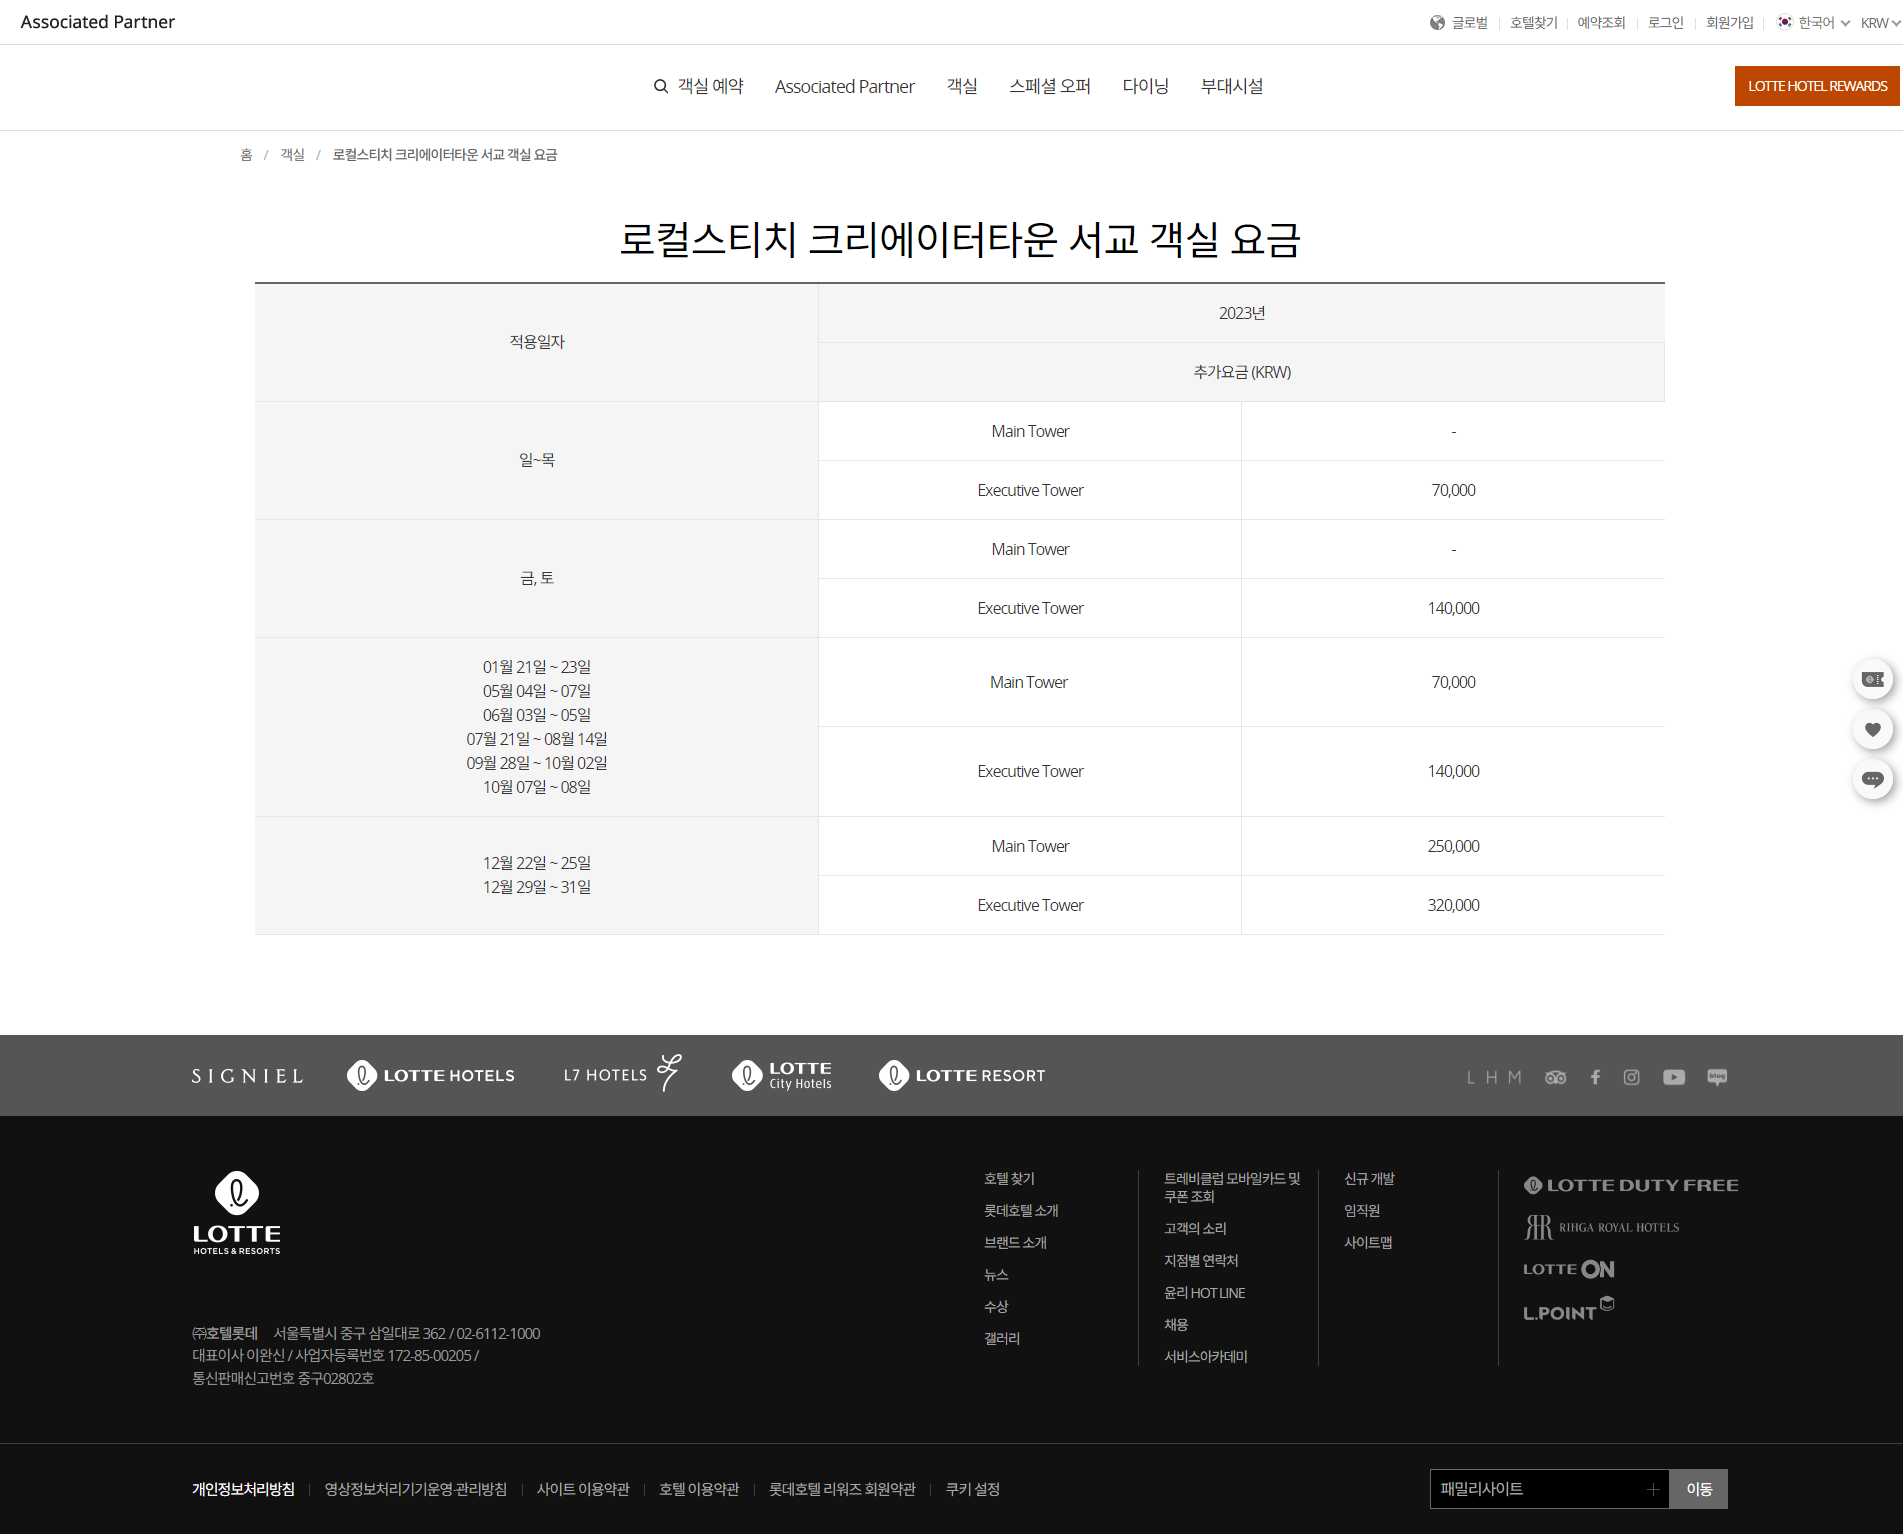 Associated Partner
글로벌 호텔찾기 예약조회 로그인 회원가입 한국어 KRW
객실 예약 Associated Partner 객실 스페셜 오퍼 다이닝 부대시설
LOTTE HOTEL REWARDS
홈 / 객실 / 로컬스티치 크리에이터타운 서교 객실 요금
로컬스티치 크리에이터타운 서교 객실 요금
적용일자
2023년
추가요금 (KRW)
일~목
Main Tower -
Executive Tower 70,000
금, 토
Main Tower -
Executive Tower 140,000
01월 21일 ~ 23일
05월 04일 ~ 07일
06월 03일 ~ 05일
07월 21일 ~ 08월 14일
09월 28일 ~ 10월 02일
10월 07일 ~ 08일
Main Tower 70,000
Executive Tower 140,000
12월 22일 ~ 25일
12월 29일 ~ 31일
Main Tower 250,000
Executive Tower 320,000
SIGNIEL
LOTTE HOTELS
L7 HOTELS
LOTTE
City Hotels
LOTTE RESORT
L H M
blog
LOTTE
HOTELS & RESORTS
㈜호텔롯데 서울특별시 중구 삼일대로 362 / 02-6112-1000
대표이사 이완신 / 사업자등록번호 172-85-00205 /
통신판매신고번호 중구02802호
호텔 찾기
롯데호텔 소개
브랜드 소개
뉴스
수상
갤러리
트레비클럽 모바일카드 및
쿠폰 조회
고객의 소리
지점별 연락처
윤리 HOT LINE
채용
서비스아카데미
신규 개발
임직원
사이트맵
LOTTE DUTY FREE
RIHGA ROYAL HOTELS
LOTTE ON
L.POINT
개인정보처리방침 영상정보처리기기운영·관리방침 사이트 이용약관 호텔 이용약관 롯데호텔 리워즈 회원약관 쿠키 설정
패밀리사이트 이동